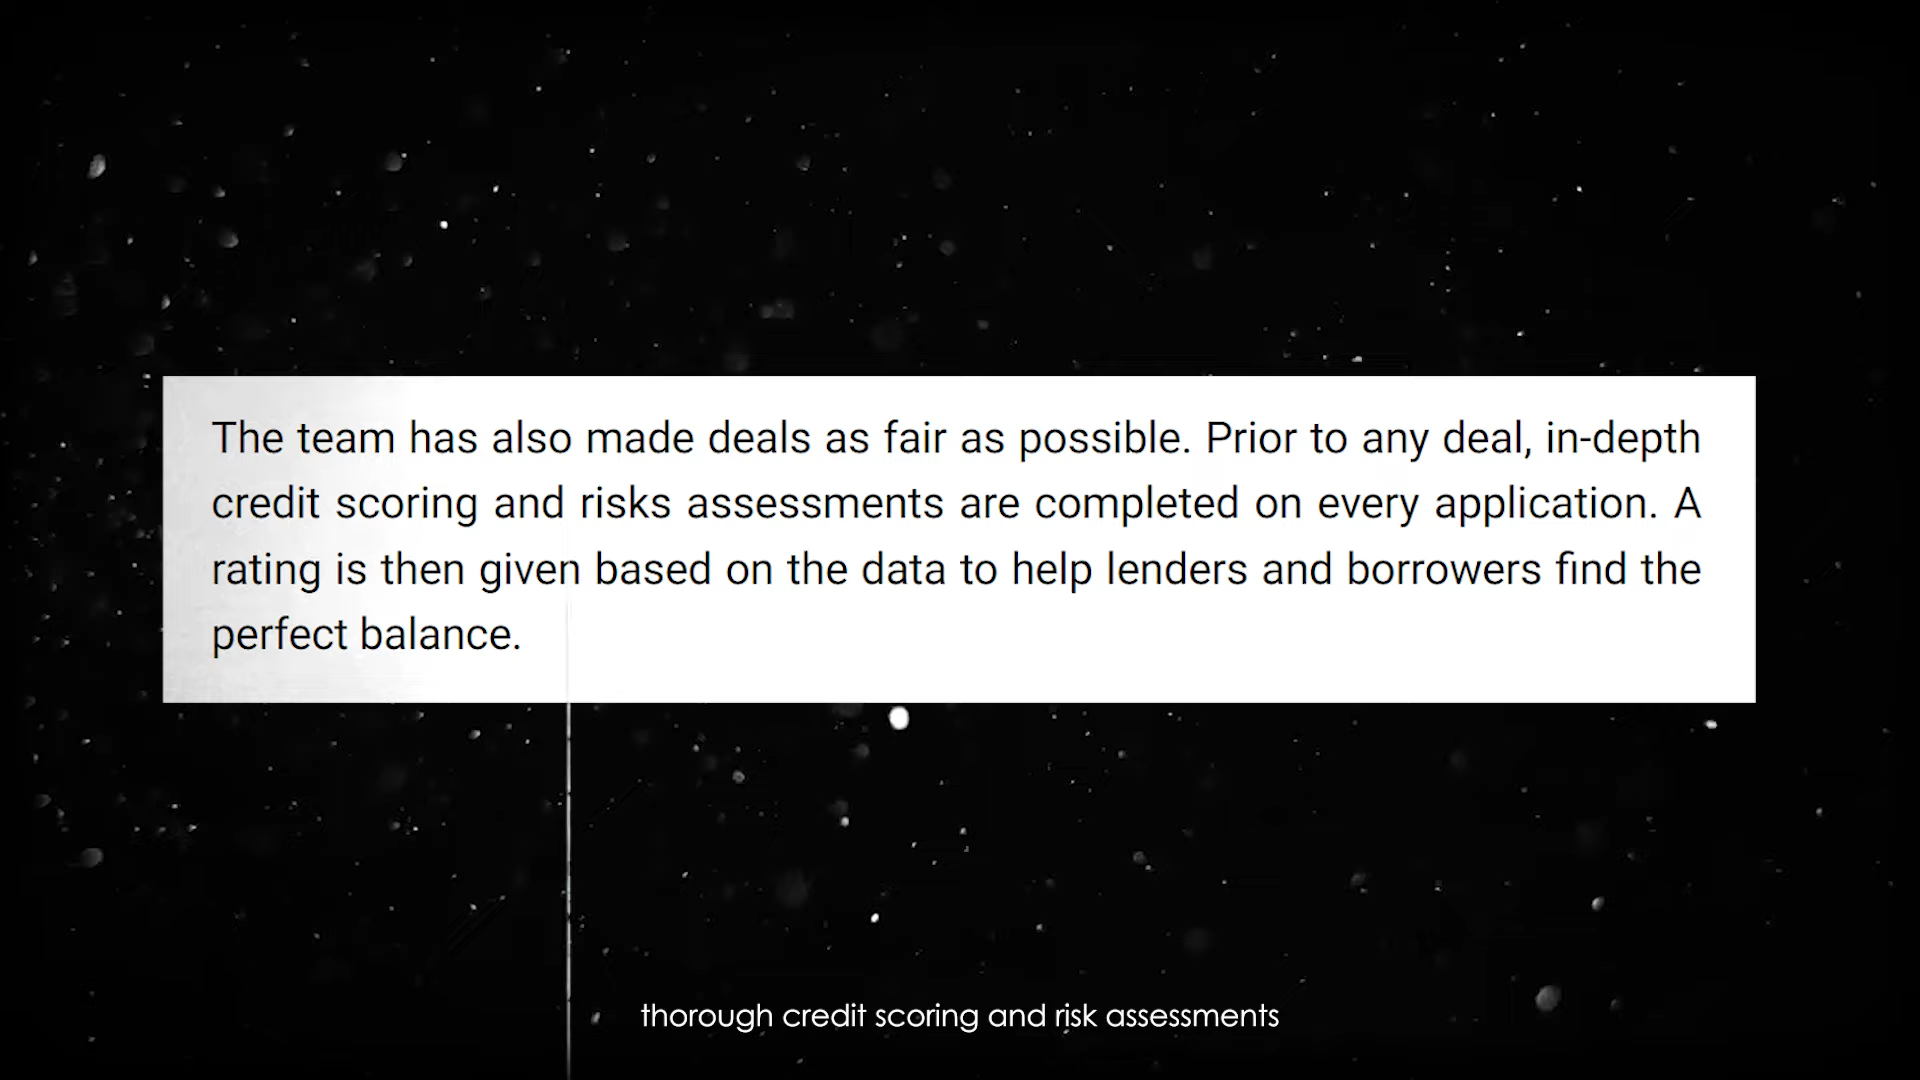 The team has also made deals as fair as possible. Prior to any deal, in-depth
credit scoring and risks assessments are completed on every application. A
rating is then given based on the data to help lenders and borrowers find the
perfect balance.
thorough credit scoring and risk assessments